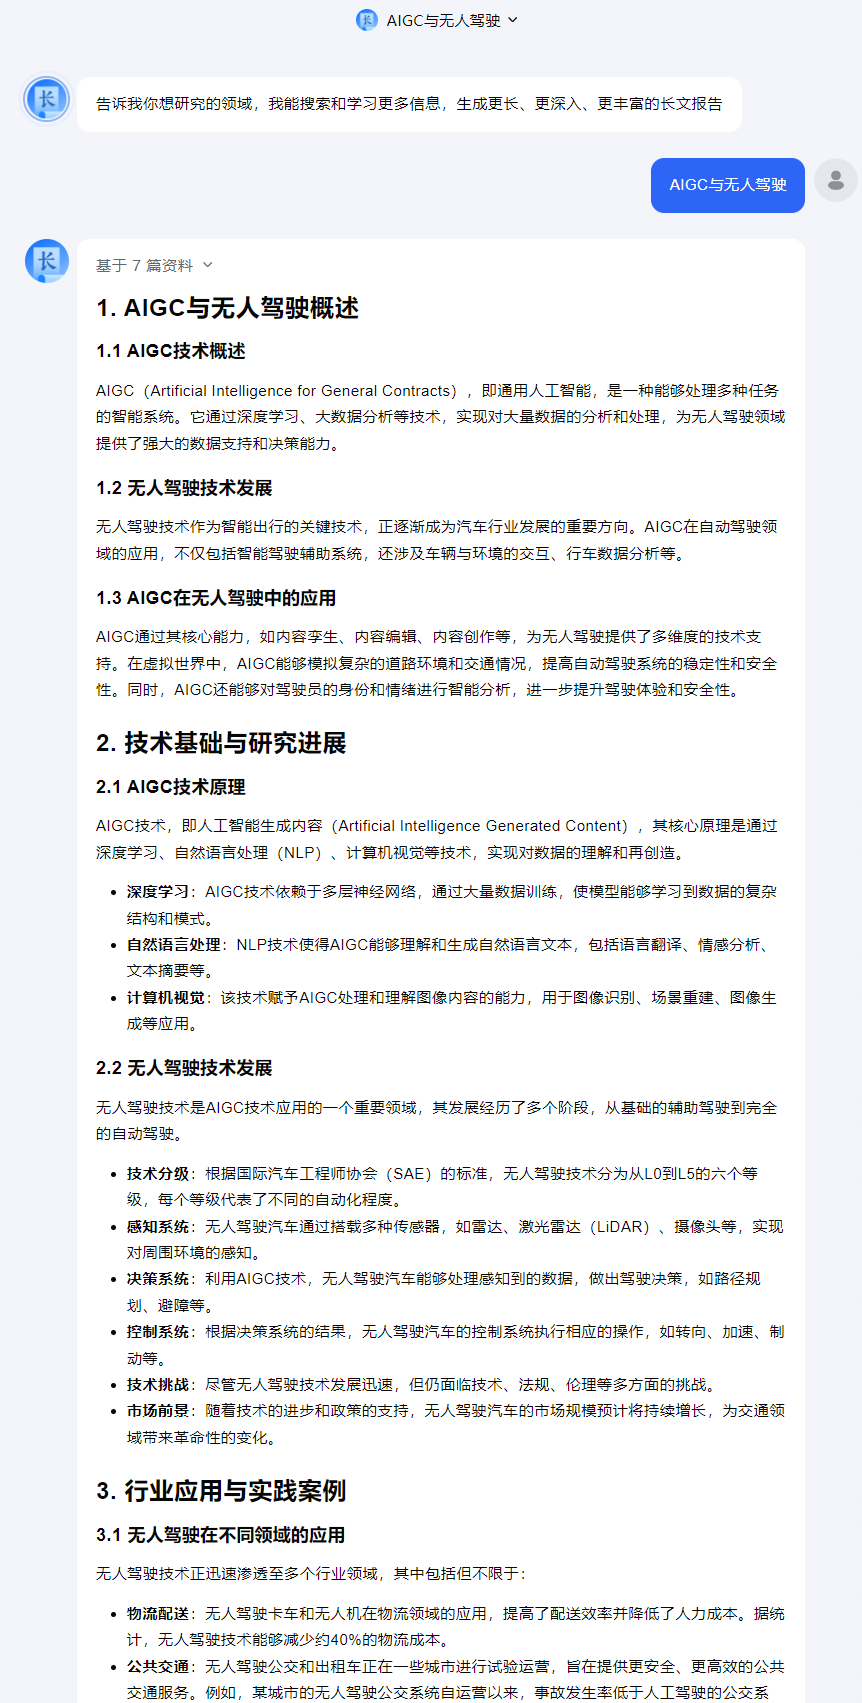 AIGC与无人驾驶
长
告诉我你想研究的领域，我能搜索和学习更多信息，生成更长、更深入、更丰富的长文报告
AIGC与无人驾驶
长
基于 7 篇资料
1. AIGC与无人驾驶概述
1.1 AIGC技术概述
AIGC（Artificial Intelligence for General Contracts），即通用人工智能，是一种能够处理多种任务
的智能系统。它通过深度学习、大数据分析等技术，实现对大量数据的分析和处理，为无人驾驶领域
提供了强大的数据支持和决策能力。
1.2 无人驾驶技术发展
无人驾驶技术作为智能出行的关键技术，正逐渐成为汽车行业发展的重要方向。AIGC在自动驾驶领
域的应用，不仅包括智能驾驶辅助系统，还涉及车辆与环境的交互、行车数据分析等。
1.3 AIGC在无人驾驶中的应用
AIGC通过其核心能力，如内容孪生、内容编辑、内容创作等，为无人驾驶提供了多维度的技术支
持。在虚拟世界中，AIGC能够模拟复杂的道路环境和交通情况，提高自动驾驶系统的稳定性和安全
性。同时，AIGC还能够对驾驶员的身份和情绪进行智能分析，进一步提升驾驶体验和安全性。
2. 技术基础与研究进展
2.1 AIGC技术原理
AIGC技术，即人工智能生成内容（Artificial Intelligence Generated Content），其核心原理是通过
深度学习、自然语言处理（NLP）、计算机视觉等技术，实现对数据的理解和再创造。
• 深度学习：AIGC技术依赖于多层神经网络，通过大量数据训练，使模型能够学习到数据的复杂
结构和模式。
• 自然语言处理：NLP技术使得AIGC能够理解和生成自然语言文本，包括语言翻译、情感分析、
文本摘要等。
• 计算机视觉：该技术赋予AIGC处理和理解图像内容的能力，用于图像识别、场景重建、图像生
成等应用。
2.2 无人驾驶技术发展
无人驾驶技术是AIGC技术应用的一个重要领域，其发展经历了多个阶段，从基础的辅助驾驶到完全
的自动驾驶。
• 技术分级：根据国际汽车工程师协会（SAE）的标准，无人驾驶技术分为从L0到L5的六个等
级，每个等级代表了不同的自动化程度。
• 感知系统：无人驾驶汽车通过搭载多种传感器，如雷达、激光雷达（LiDAR）、摄像头等，实现
对周围环境的感知。
• 决策系统：利用AIGC技术，无人驾驶汽车能够处理感知到的数据，做出驾驶决策，如路径规
划、避障等。
• 控制系统：根据决策系统的结果，无人驾驶汽车的控制系统执行相应的操作，如转向、加速、制
动等。
• 技术挑战：尽管无人驾驶技术发展迅速，但仍面临技术、法规、伦理等多方面的挑战。
• 市场前景：随着技术的进步和政策的支持，无人驾驶汽车的市场规模预计将持续增长，为交通领
域带来革命性的变化。
3. 行业应用与实践案例
3.1 无人驾驶在不同领域的应用
无人驾驶技术正迅速渗透至多个行业领域，其中包括但不限于：
• 物流配送：无人驾驶卡车和无人机在物流领域的应用，提高了配送效率并降低了人力成本。据统
计，无人驾驶技术能够减少约40%的物流成本。
• 公共交通：无人驾驶公交和出租车正在一些城市进行试验运营，旨在提供更安全、更高效的公共
交通服务。例如，某城市的无人驾驶公交系统自运营以来，事故发生率低于人工驾驶的公交系